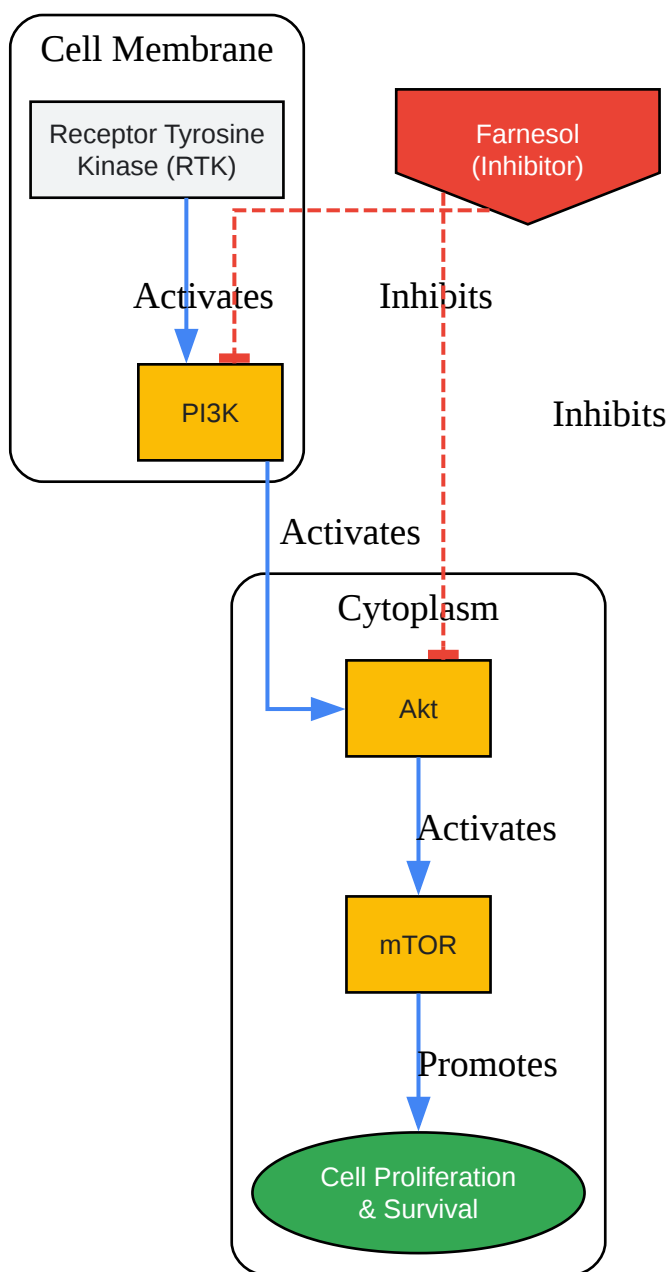 Cell Membrane
Receptor Tyrosine
Kinase (RTK)
Farnesol
(Inhibitor)
Activates
Inhibits
PI3K
Inhibits
Activates
Cytoplasm
Akt
Activates
mTOR
Promotes
Cell Proliferation
& Survival